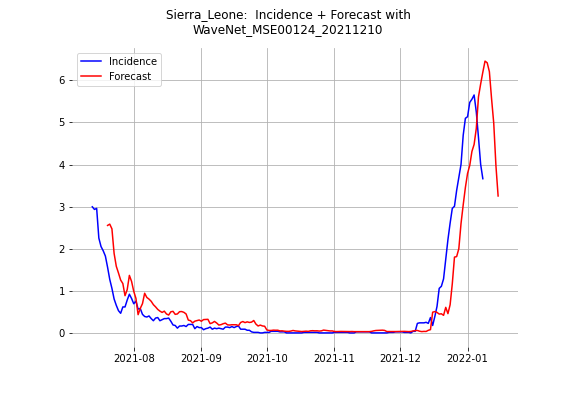 Sierra_Leone:  Incidence + Forecast with
WaveNet_MSE00124_20211210
Incidence
Forecast
6
5
4
3
2
1
0
2021-08 2021-09 2021-10 2021-11 2021-12 2022-01